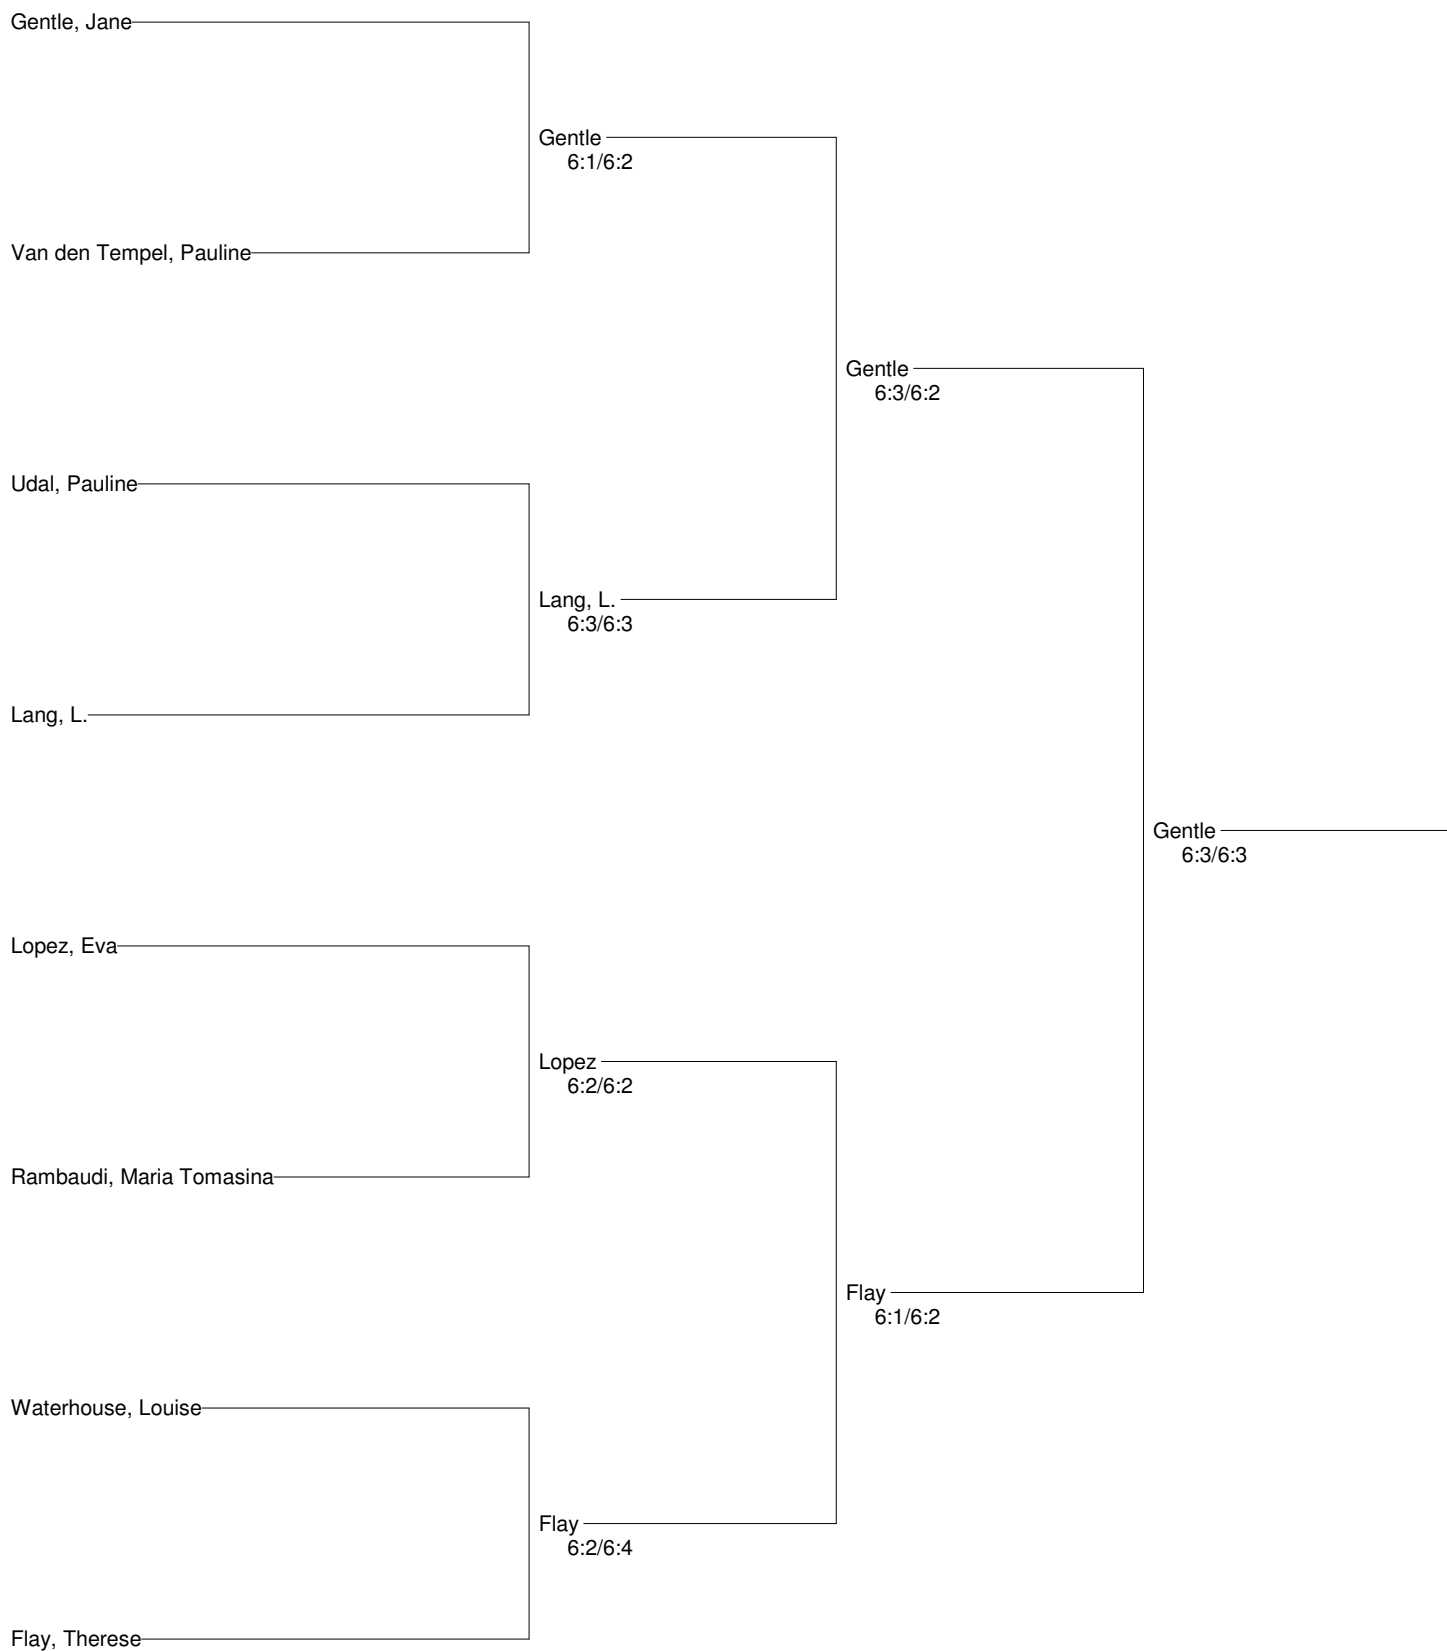 Gentle, Jane
Gentle
6:1/6:2
Van den Tempel, Pauline
Gentle
6:3/6:2
Udal, Pauline
Lang, L.
6:3/6:3
Lang, L.
Gentle
6:3/6:3
Lopez, Eva
Lopez
6:2/6:2
Rambaudi, Maria Tomasina
Flay
6:1/6:2
Waterhouse, Louise
Flay
6:2/6:4
Flay, Therese